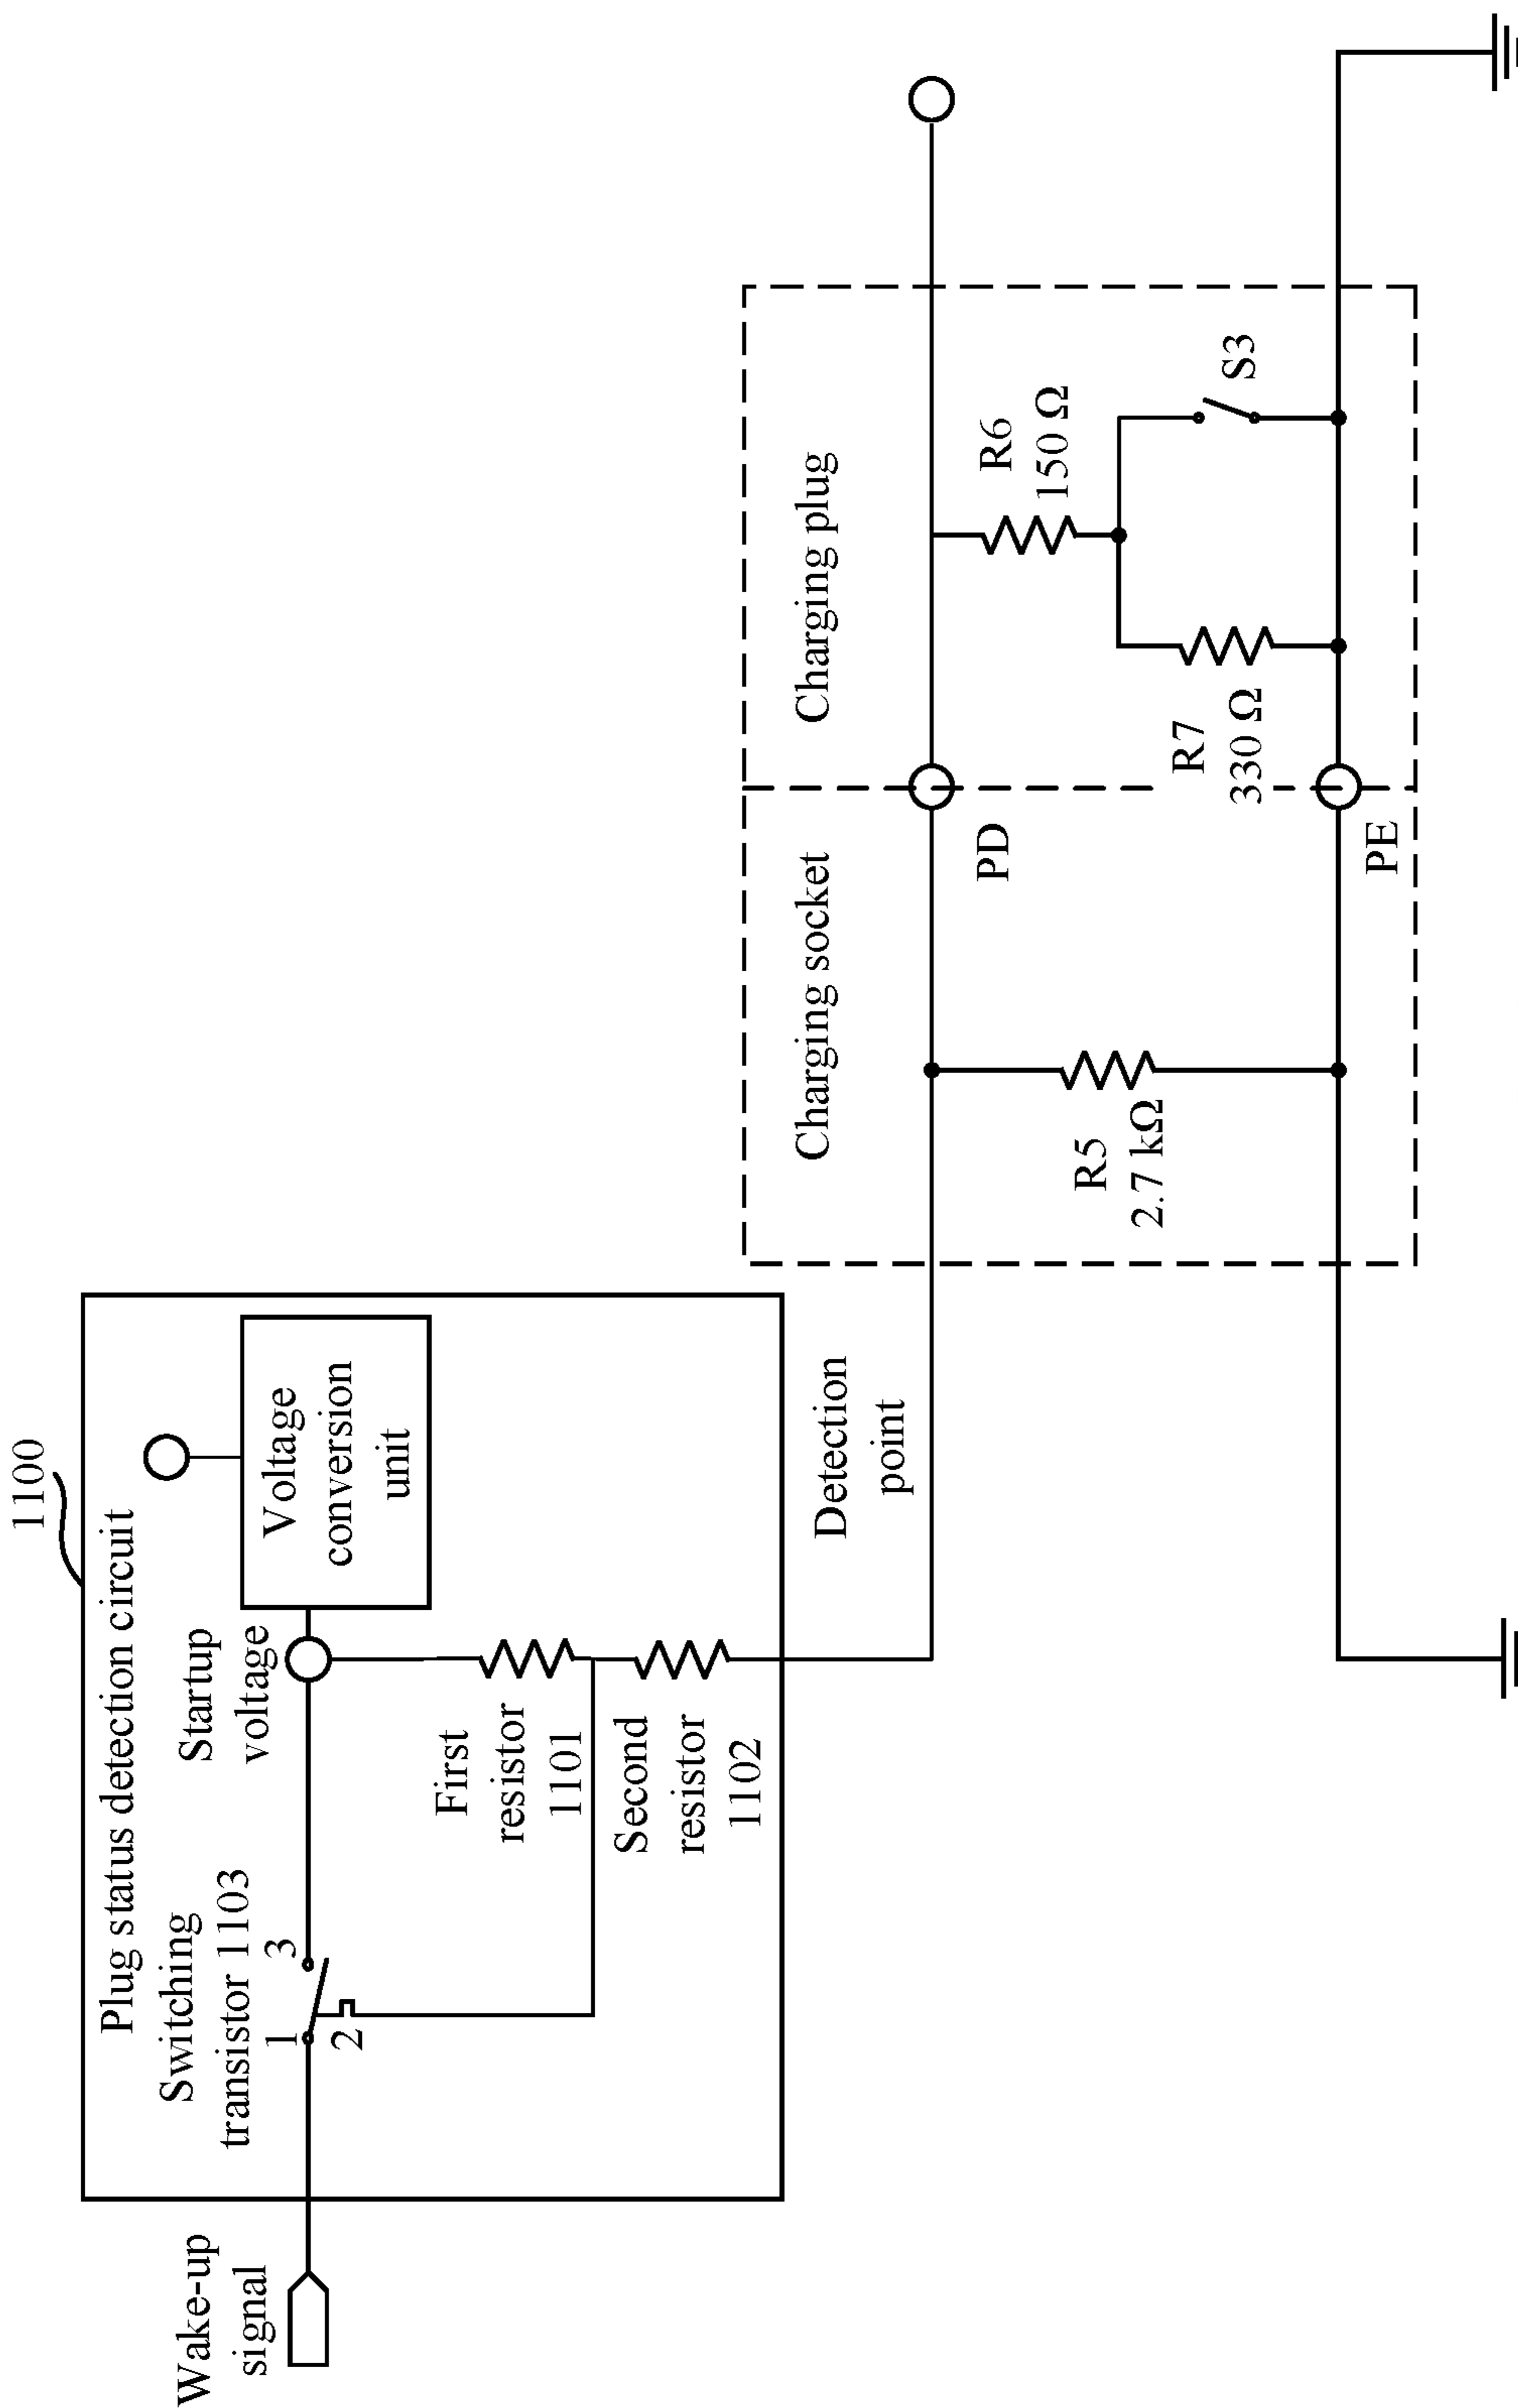 1100
Plug status detection circuit
Switching
transistor 1103
1
3
2
Startup
voltage
Voltage
conversion
unit
Wake-up
signal
First
resistor
1101
Second
resistor
1102
Detection
point
Charging socket
Charging plug
PD
R5
2.7 kΩ
R6
150 Ω
R7
330 Ω
S3
PE